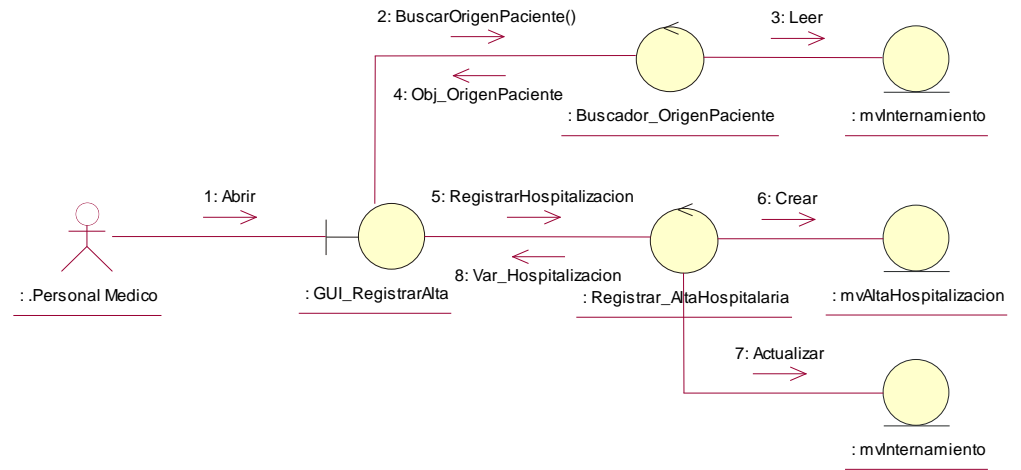 2: BuscarOrigenPaciente()
3: Leer
4: Obj_OrigenPaciente
: Buscador_OrigenPaciente
: mvInternamiento
1: Abrir
5: RegistrarHospitalizacion
6: Crear
8: Var_Hospitalizacion
: .Personal Medico
: GUI_RegistrarAlta
: Registrar_AltaHospitalaria
: mvAltaHospitalizacion
7: Actualizar
: mvInternamiento